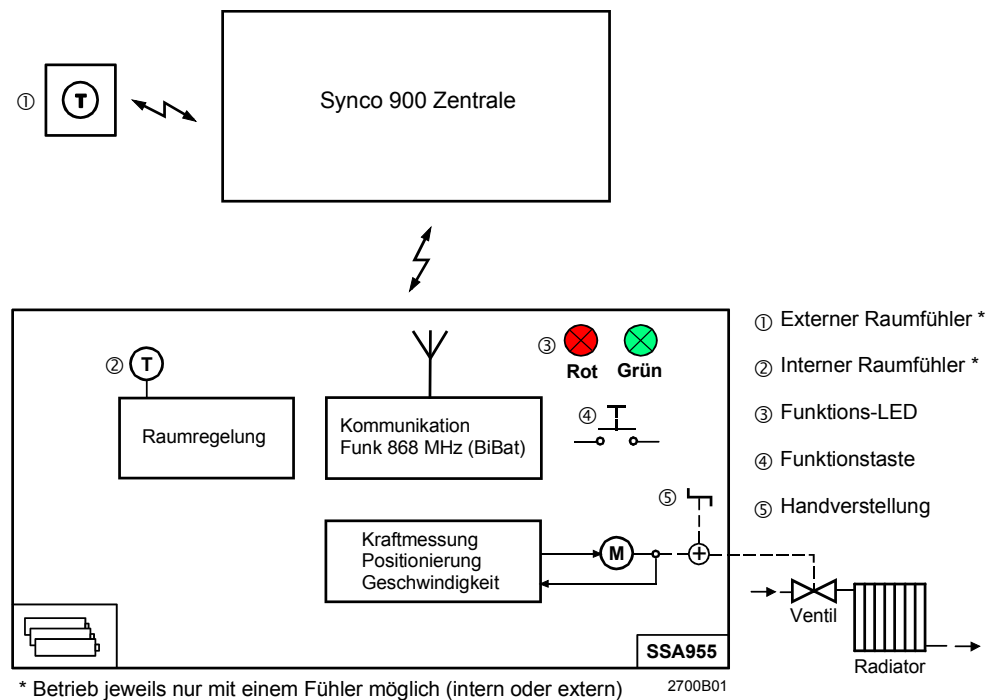 Synco 900 Zentrale
① T
② T
Raumregelung
Kommunikation
Funk 868 MHz (BiBat)
③
Rot Grün
④
⑤
Kraftmessung
Positionierung
Geschwindigkeit
M
SSA955
① Externer Raumfühler *
② Interner Raumfühler *
③ Funktions-LED
④ Funktionstaste
⑤ Handverstellung
Ventil
Radiator
* Betrieb jeweils nur mit einem Fühler möglich (intern oder extern)
2700B01